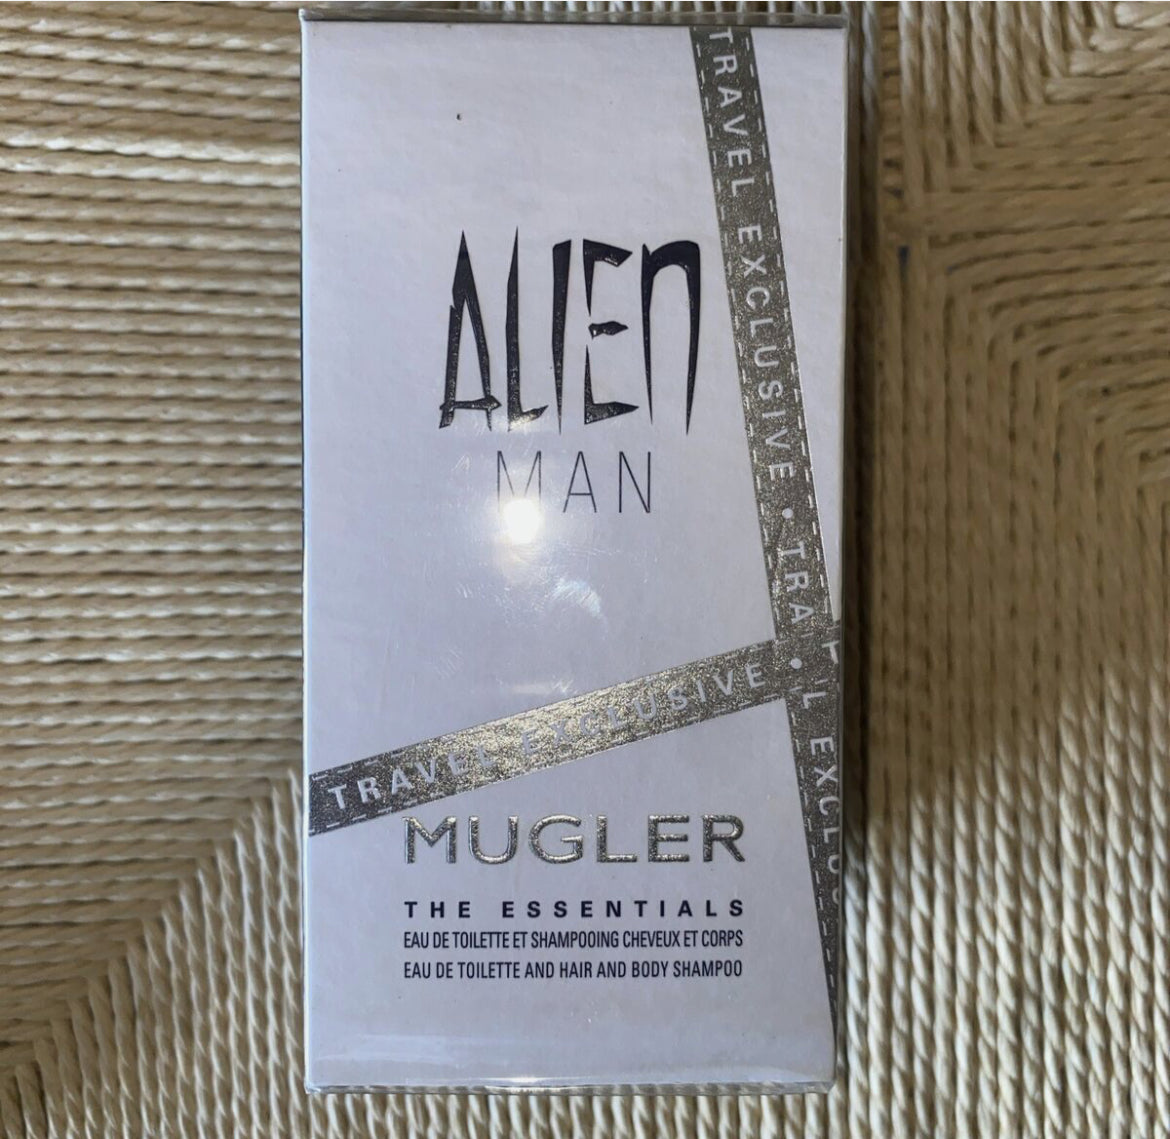 ALIEN
MAN
TRAVEL EXCLUSIVE • TRA
TRAVEL EXCLUSIVE •
MUGLER
THE ESSENTIALS
EAU DE TOILETTE ET SHAMPOOING CHEVEUX ET CORPS
EAU DE TOILETTE AND HAIR AND BODY SHAMPOO